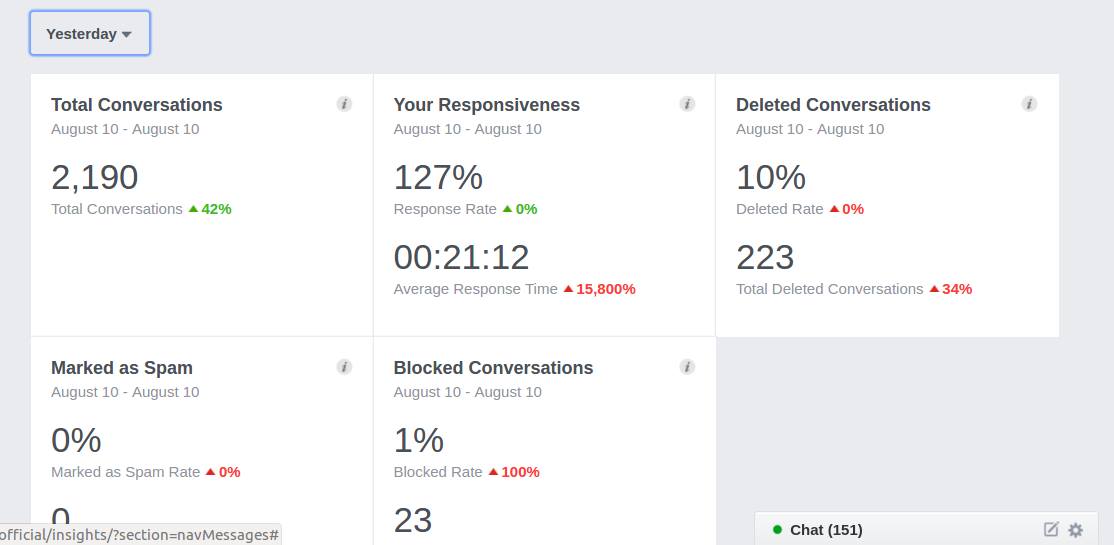 Yesterday
Total Conversations
August 10 - August 10
2,190
Total Conversations 42%
Your Responsiveness
August 10 - August 10
127%
Response Rate 0%
00:21:12
Average Response Time 15,800%
Deleted Conversations
August 10 - August 10
10%
Deleted Rate 0%
223
Total Deleted Conversations 34%
Marked as Spam
August 10 - August 10
0%
Marked as Spam Rate 0%
0
Blocked Conversations
August 10 - August 10
1%
Blocked Rate 100%
23
official/insights/?section=navMessages#
Chat (151)